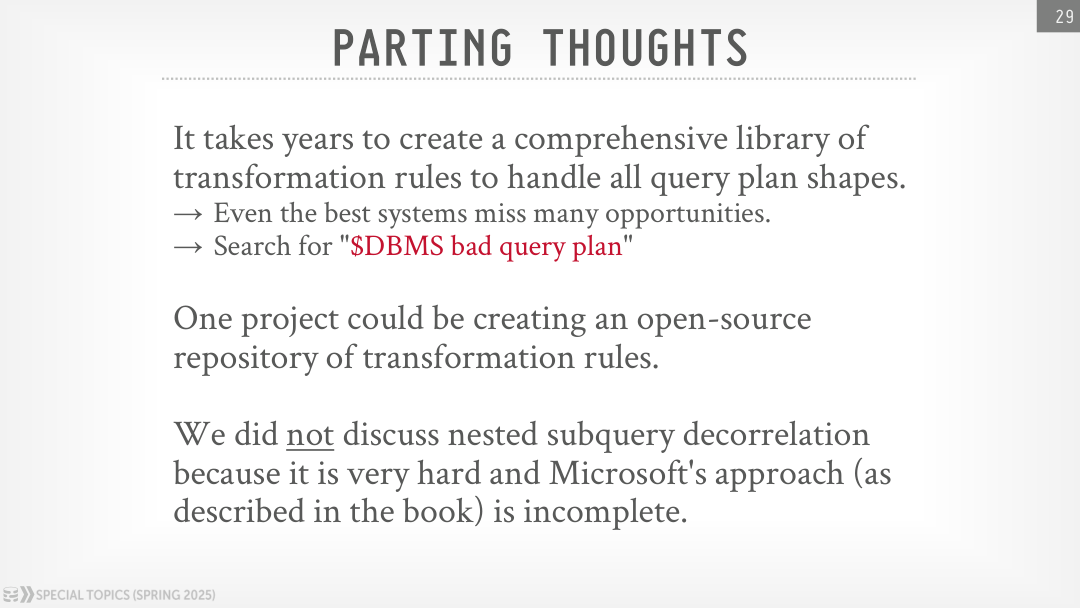 29
PARTING THOUGHTS
It takes years to create a comprehensive library of
transformation rules to handle all query plan shapes.
→ Even the best systems miss many opportunities.
→ Search for "$DBMS bad query plan"
One project could be creating an open-source
repository of transformation rules.
We did not discuss nested subquery decorrelation
because it is very hard and Microsoft's approach (as
described in the book) is incomplete.
SPECIAL TOPICS (SPRING 2025)